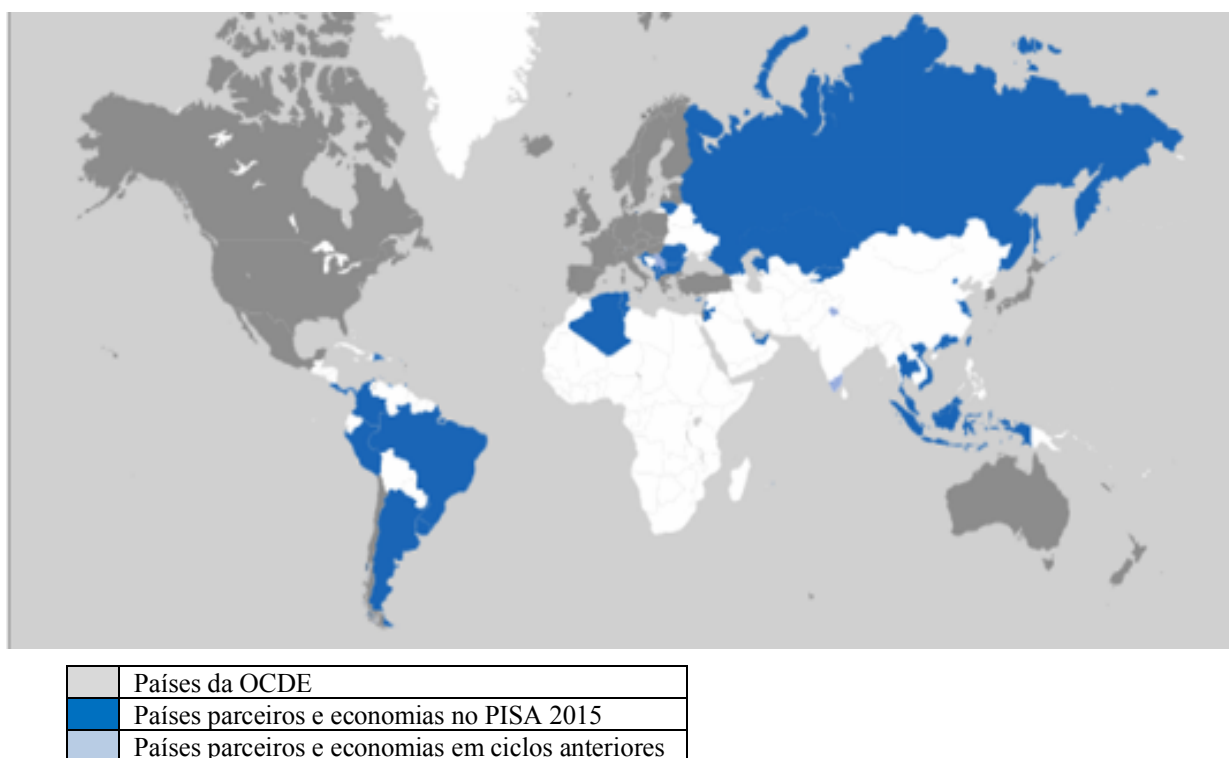 Países da OCDE
Países parceiros e economias no PISA 2015
Países parceiros e economias em ciclos anteriores